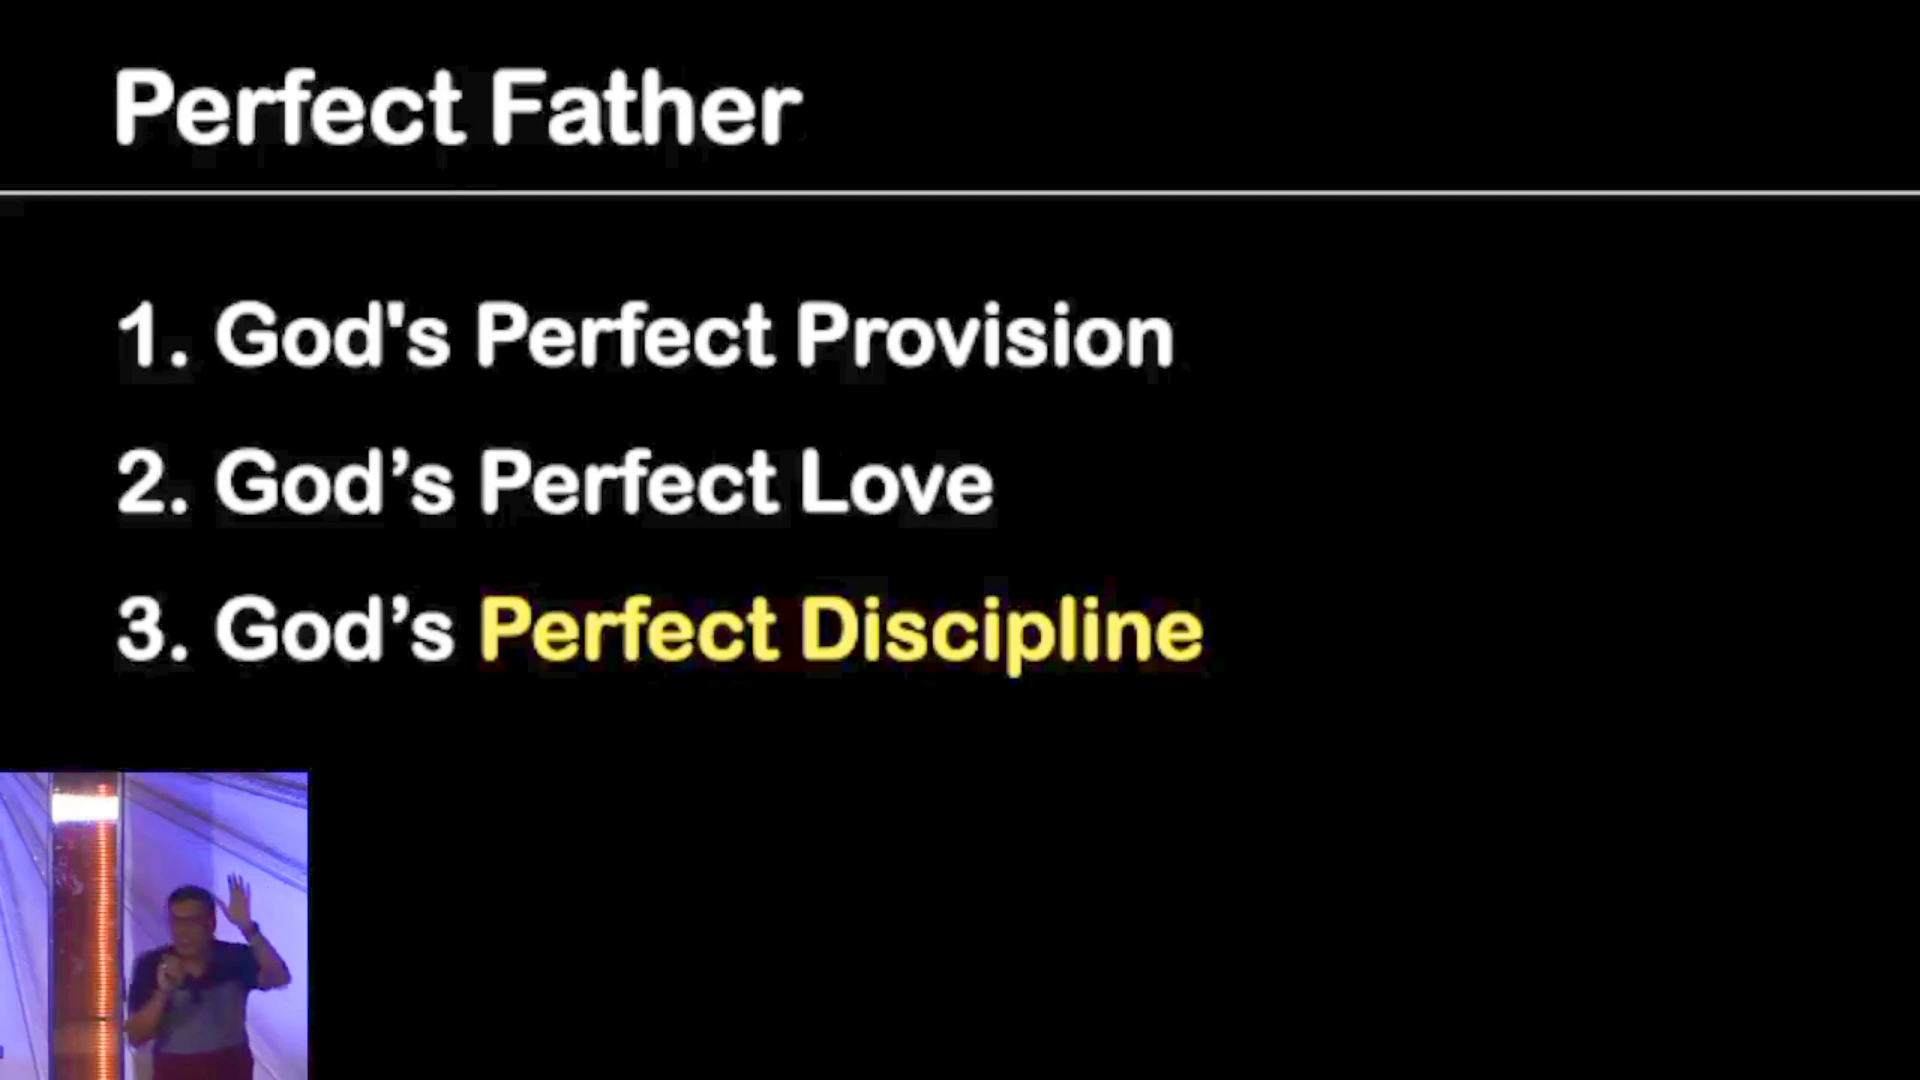 Perfect Father
1. God's Perfect Provision
2. God’s Perfect Love
3. God’s Perfect Discipline